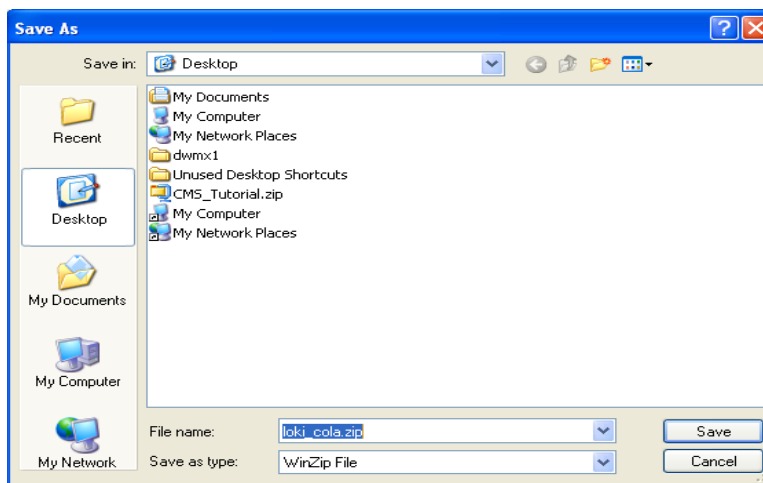 Save As
Save in: Desktop
My Documents
My Computer
My Network Places
dwmx1
Unused Desktop Shortcuts
CMS_Tutorial.zip
My Computer
My Network Places
Recent
Desktop
My Documents
My Computer
My Network
File name: loki_cola.zip Save
Save as type: WinZip File Cancel